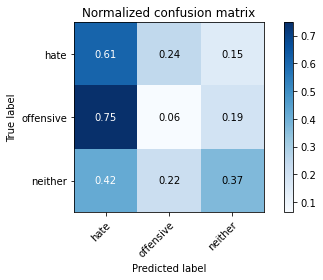 Normalized confusion matrix
hate 0.61 0.24 0.15
offensive 0.75 0.06 0.19
neither 0.42 0.22 0.37
hate offensive neither
True label
Predicted label
0.7
0.6
0.5
0.4
0.3
0.2
0.1